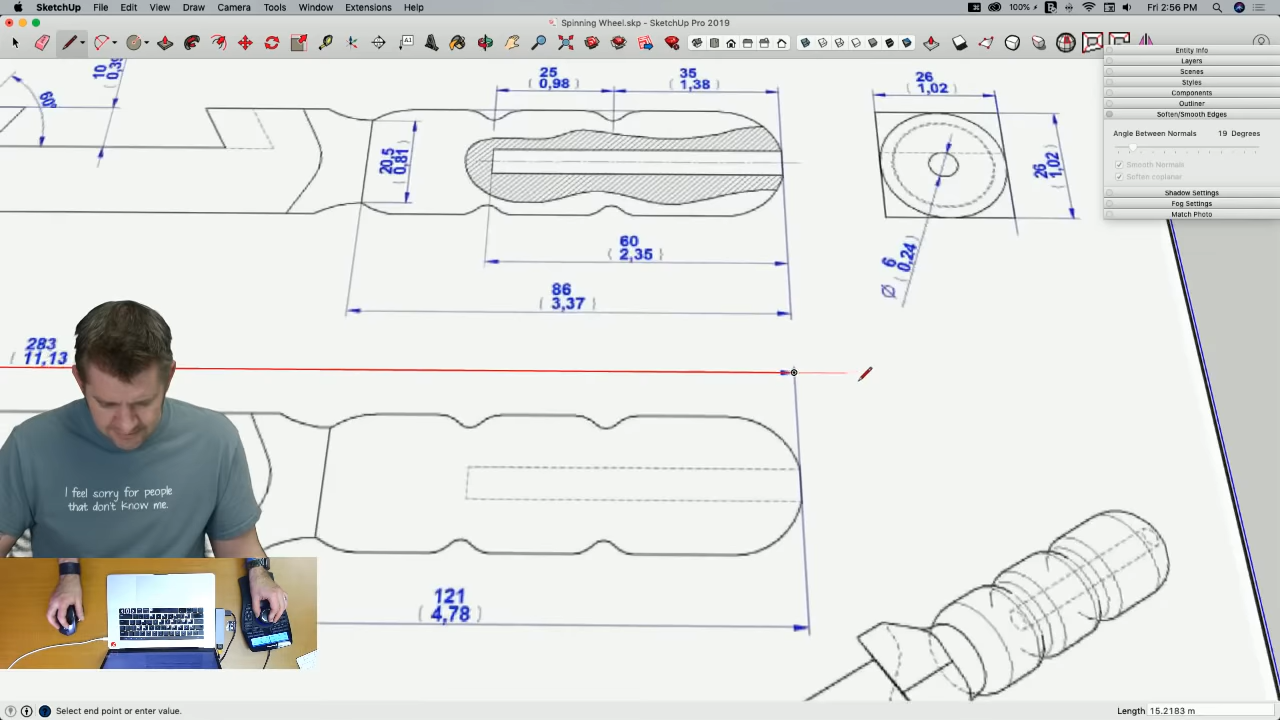 SketchUp File Edit View Draw Camera Tools Window Extensions Help
100%
Fri 2:56 PM
Spinning Wheel.skp - SketchUp Pro 2019
Entity Info
Layers
Scenes
Styles
Components
Outliner
Soften/Smooth Edges
Angle Between Normals 19 Degrees
Smooth Normals
Soften coplanar
Shadow Settings
Fog Settings
Match Photo
60°
10
25
( 0,98 )
35
( 1,38 )
26
( 1,02 )
20,5
( 0,81 )
26
( 1,02 )
60
( 2,35 )
Ø 6
( 0,24 )
86
( 3,37 )
283
( 11,13
121
( 4,78 )
I feel sorry for people
that don't know me.
Select end point or enter value.
Length 15.2183 m